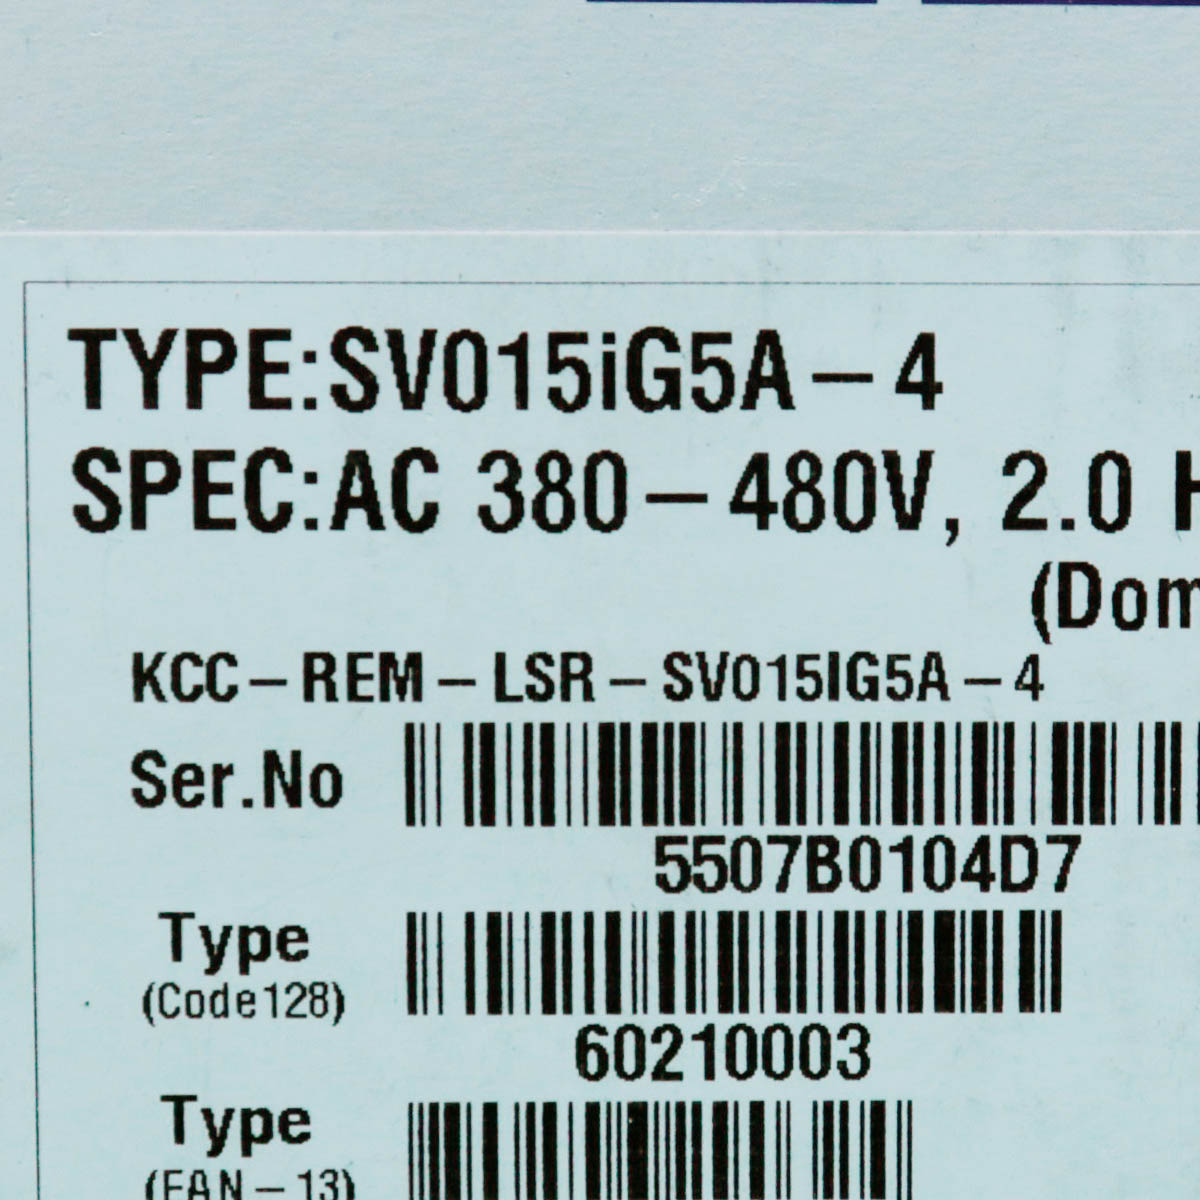 TYPE:SV015iG5A-4
SPEC:AC 380-480V, 2.0
KCC-REM-LSR-SV015IG5A-4
Ser.No
5507B0104D7
Type
(Code128)
60210003
Type
(EAN-13)